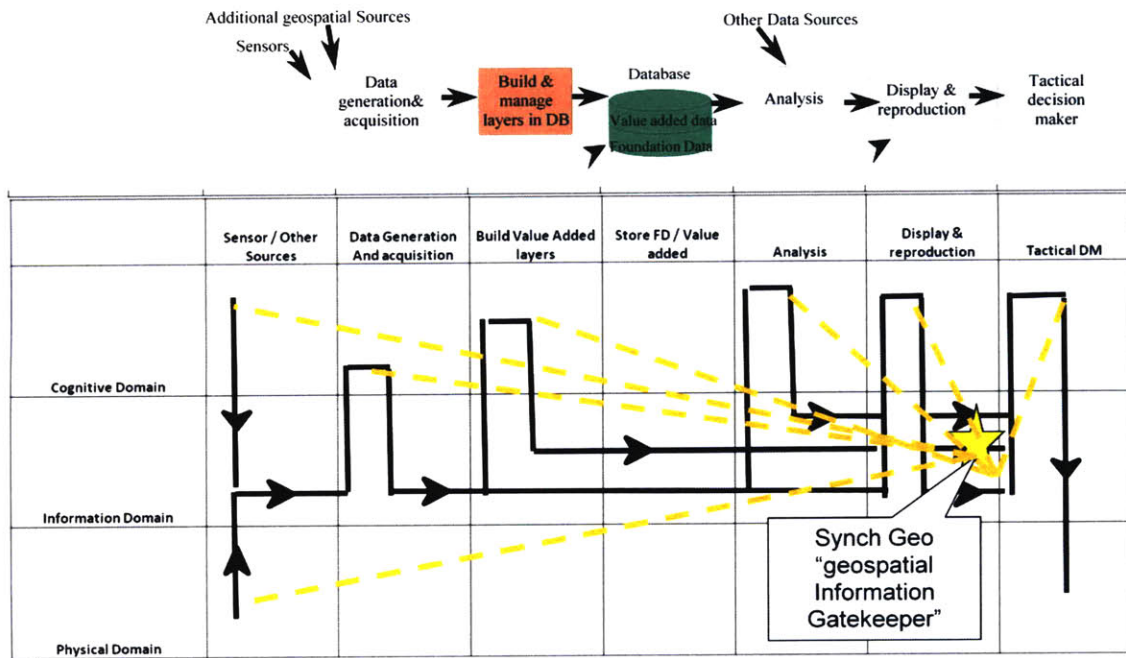 Additional geospatial Sources
Sensors
Other Data Sources
Data
generation&
acquisition
Build &
manage
layers in DB
Database
Value added data
Foundation Data
Analysis
Display &
reproduction
Tactical
decision
maker
Sensor / Other
Sources
Data Generation
And acquisition
Build Value Added
layers
Store FD / Value
added
Analysis
Display &
reproduction
Tactical DM
Cognitive Domain
Information Domain
Physical Domain
Synch Geo
“geospatial
Information
Gatekeeper”